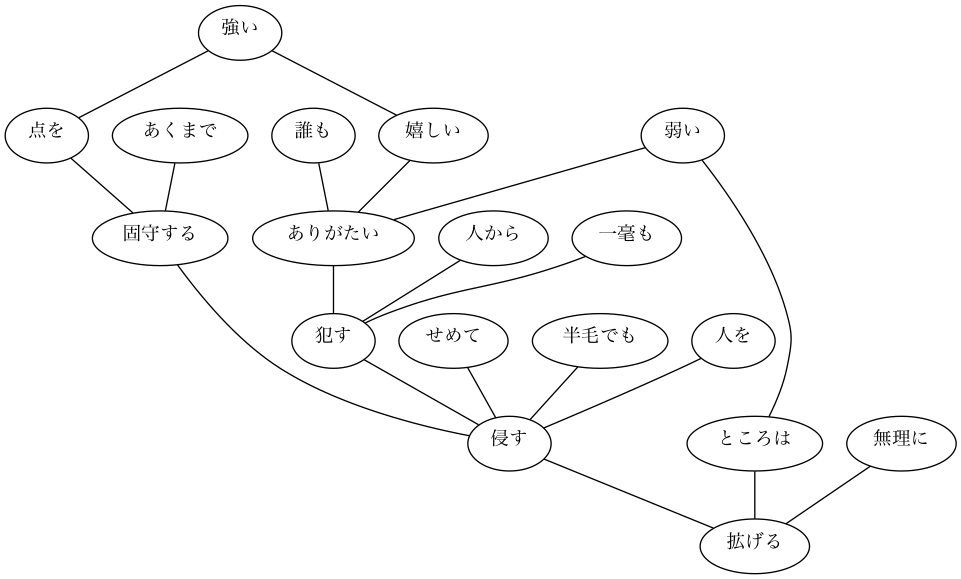 強い
点を
あくまで
誰も
嬉しい
弱い
固守する
ありがたい
人から
一毫も
犯す
せめて
半毛でも
人を
侵す
ところは
無理に
拡げる